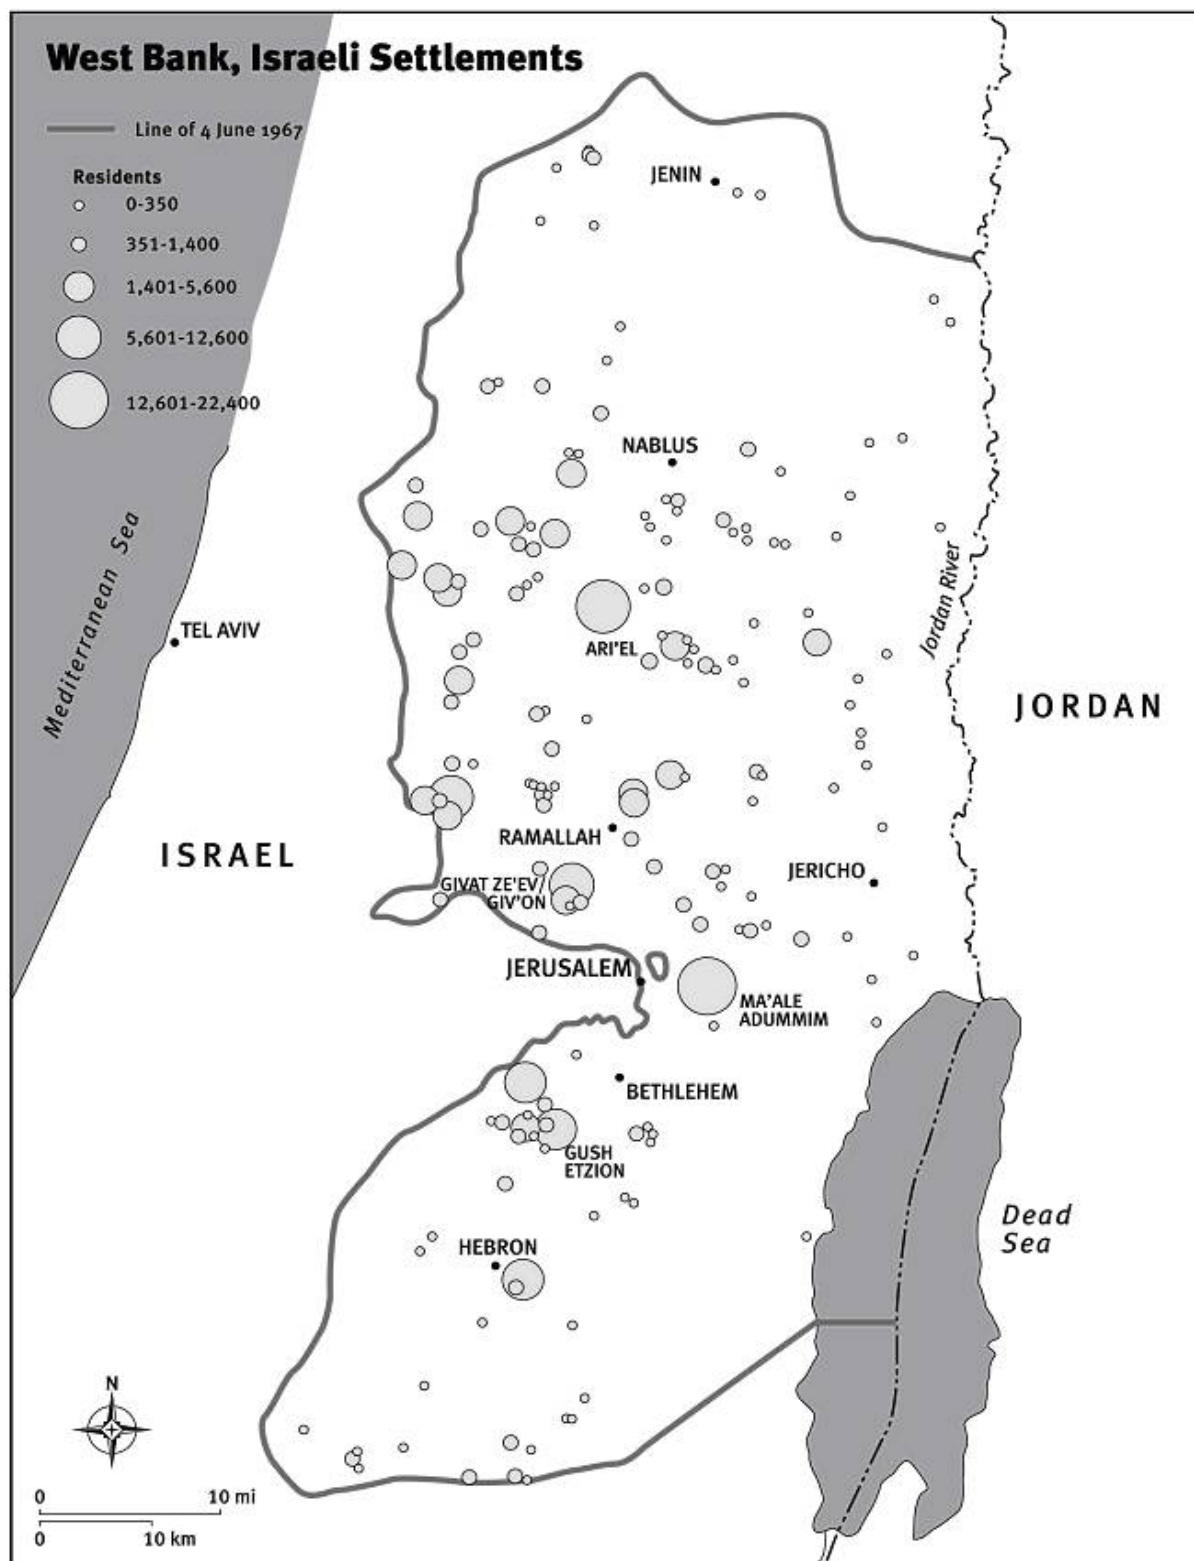 West Bank, Israeli Settlements
Line of 4 June 1967
Residents
0-350
351-1,400
1,401-5,600
5,601-12,600
12,601-22,400
JENIN
NABLUS
Mediterranean Sea
TEL AVIV
Jordan River
ARI'EL
JORDAN
ISRAEL
RAMALLAH
JERICHO
GIVAT ZE'EV/
GIV'ON
JERUSALEM
MA'ALE
ADUMMIM
BETHLEHEM
GUSH
ETZION
Dead
Sea
HEBRON
N
0 10 mi
0 10 km